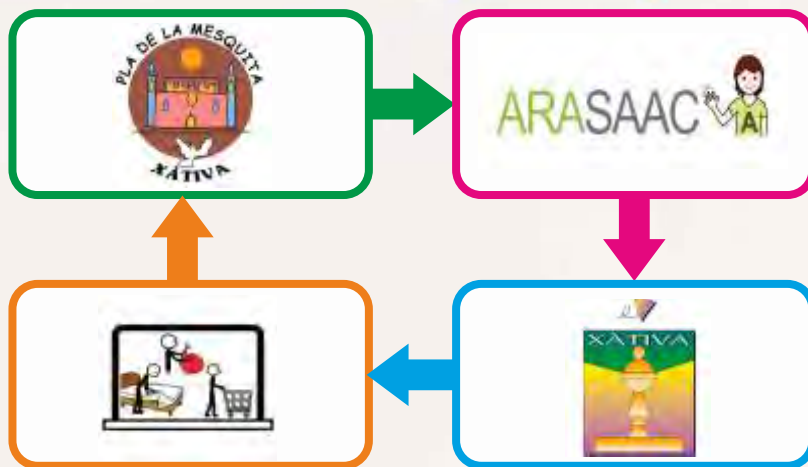 PLA DE LA MESQUITA
XÀTIVA
ARASAAC
A
XÀTIVA